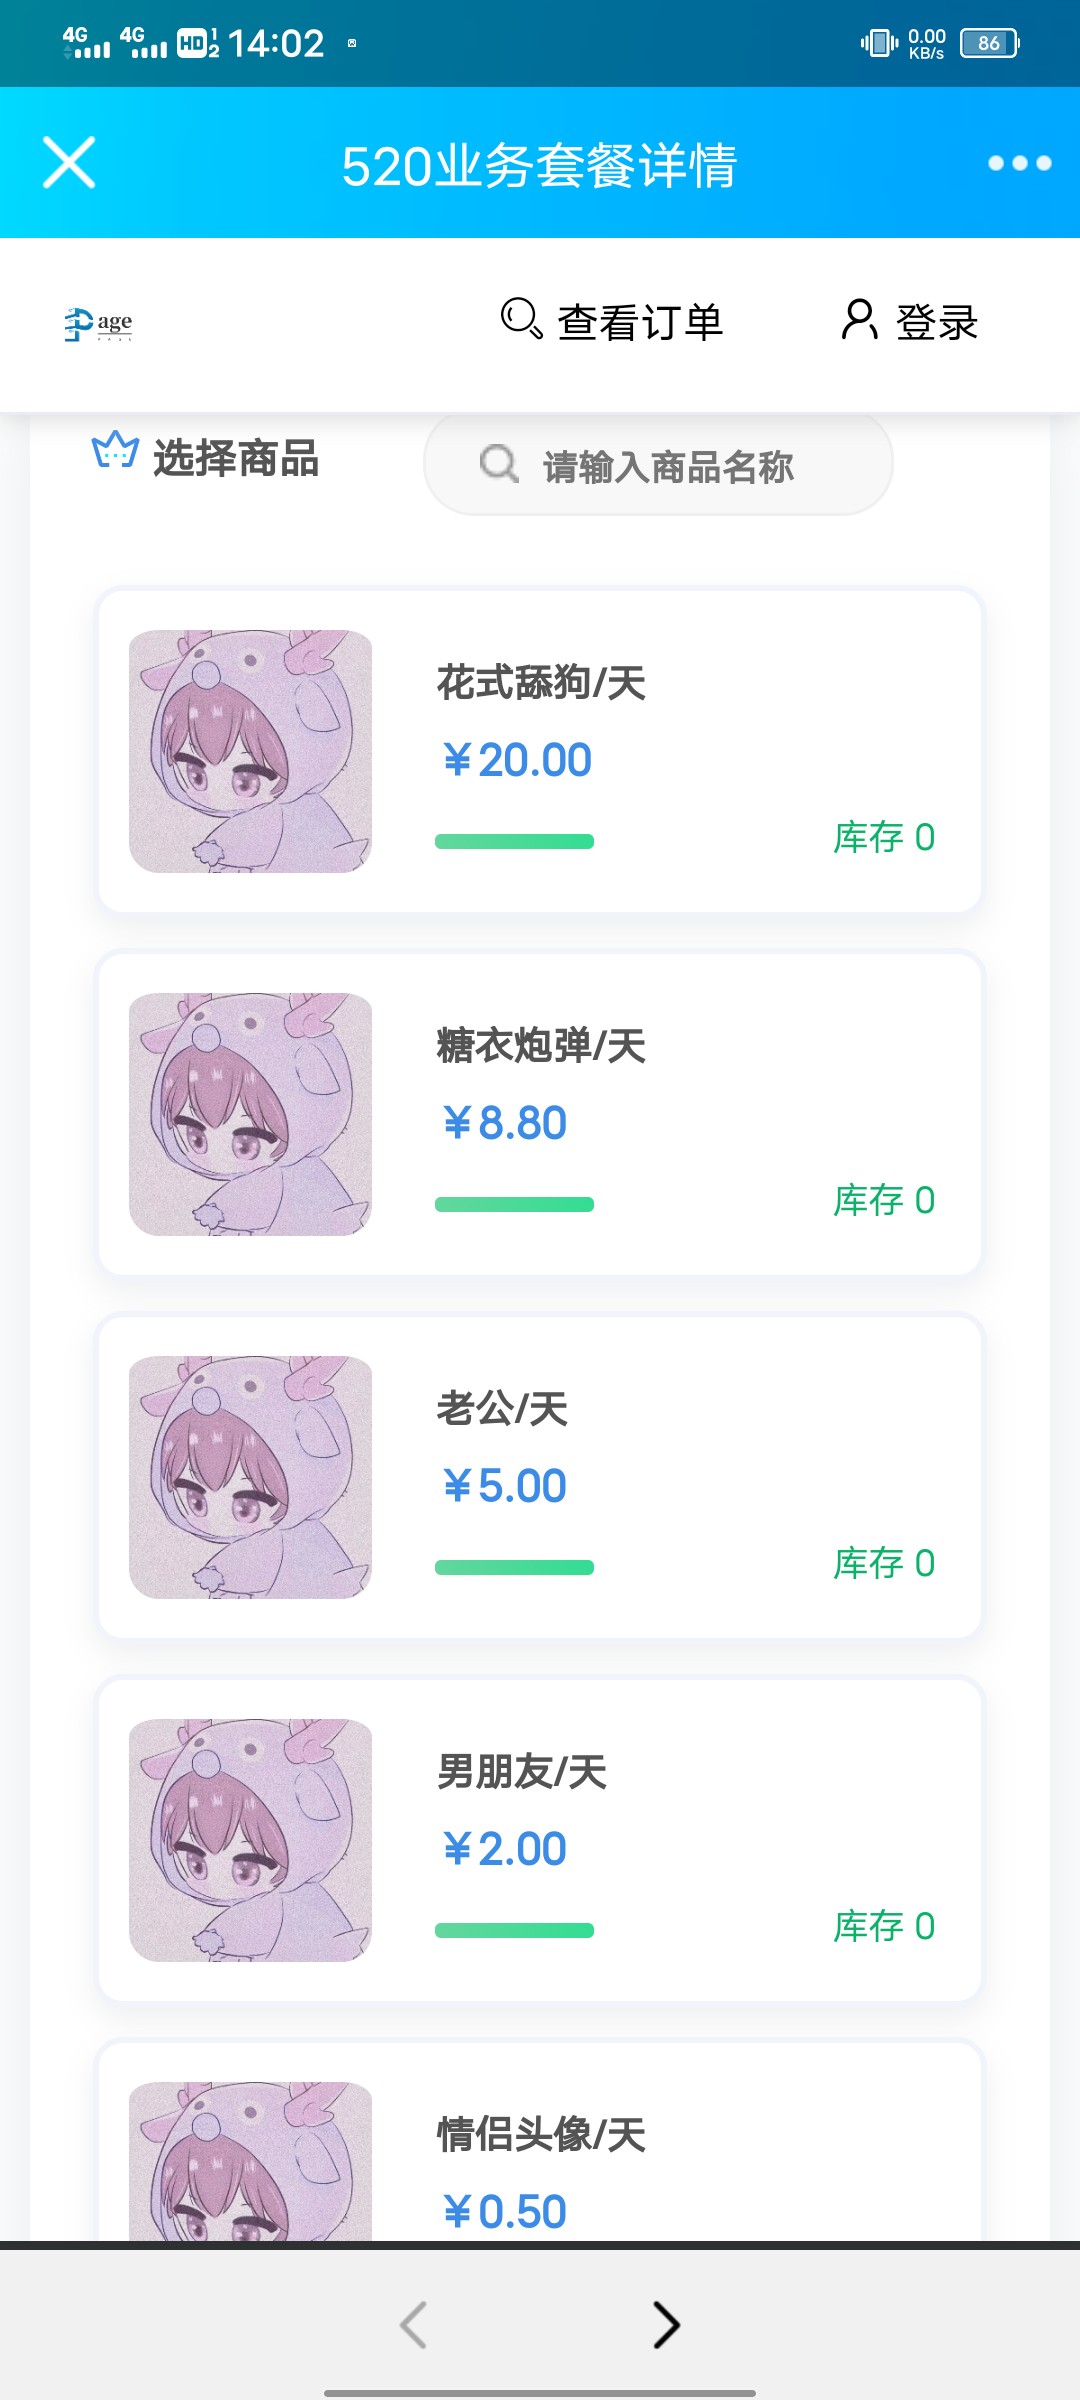 4G 4G HD 1 2 14:02 0.00 KB/s 86
520业务套餐详情
Page
查看订单 登录
选择商品 请输入商品名称
花式舔狗/天
¥20.00
库存 0
糖衣炮弹/天
¥8.80
库存 0
老公/天
¥5.00
库存 0
男朋友/天
¥2.00
库存 0
情侣头像/天
¥0.50